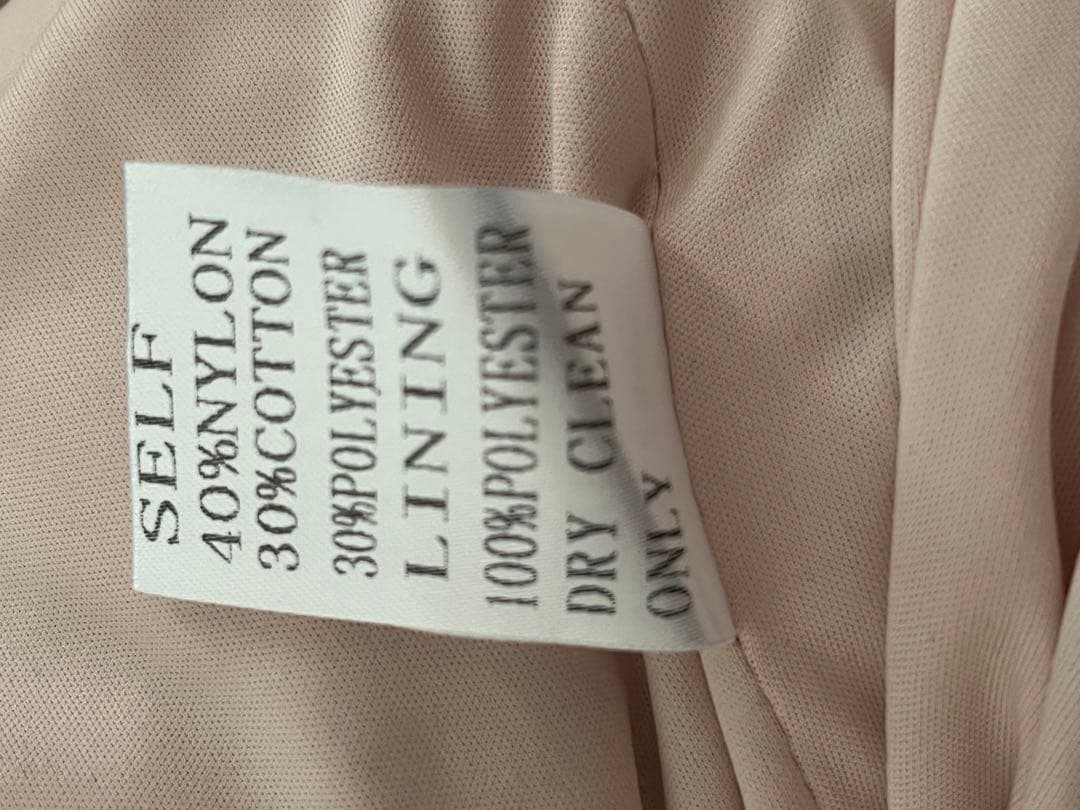 SELF
40%NYLON
30%COTTON
30%POLYESTER
LINING
100%POLYESTER
DRY CLEAN
ONLY